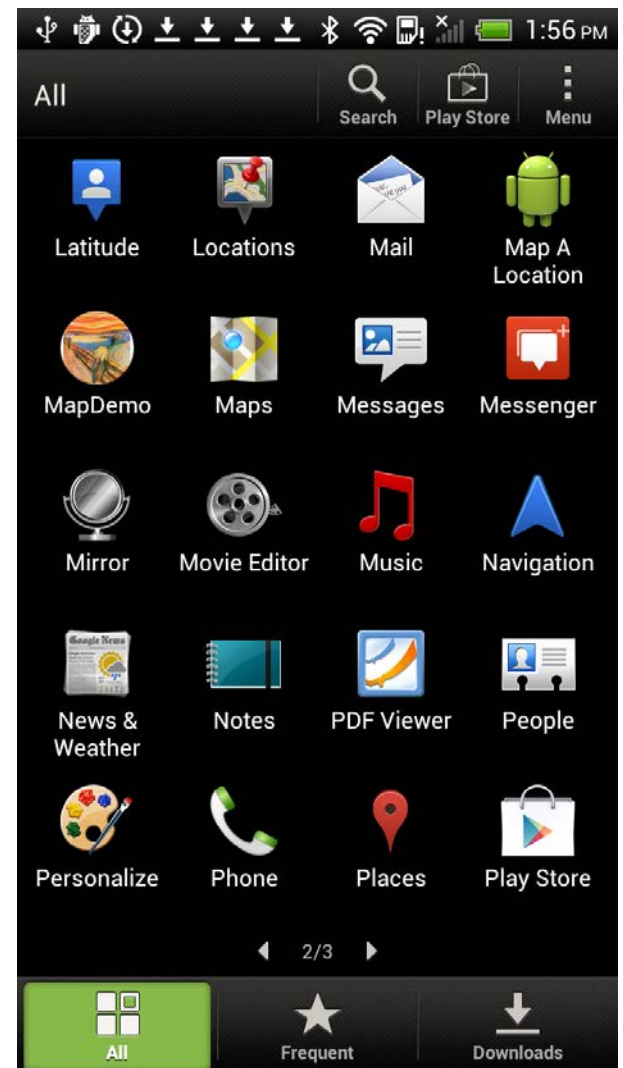 1:56 PM
All
Search Play Store Menu
Latitude Locations Mail Map A
Location
MapDemo Maps Messages Messenger
Mirror Movie Editor Music Navigation
Google News
News & Notes PDF Viewer People
Weather
Personalize Phone Places Play Store
2/3
All Frequent Downloads